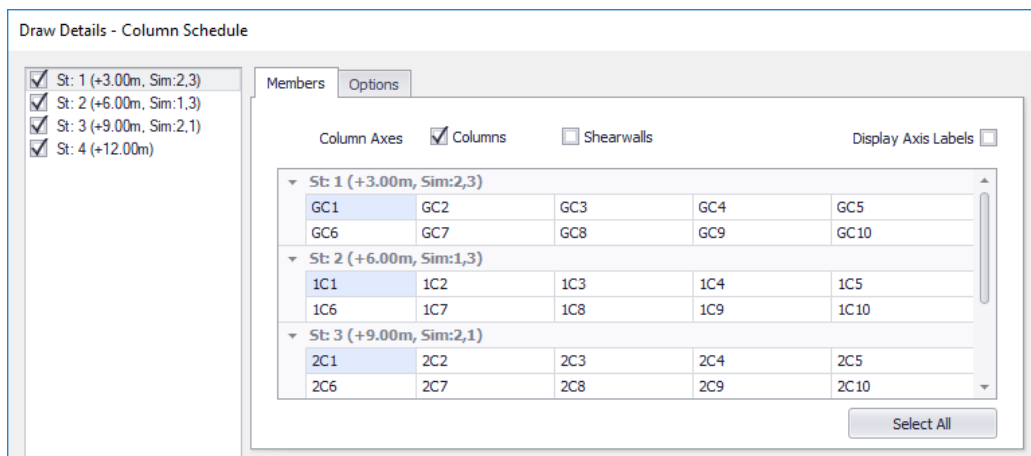 Draw Details - Column Schedule
St: 1 (+3.00m, Sim:2,3)
St: 2 (+6.00m, Sim:1,3)
St: 3 (+9.00m, Sim:2,1)
St: 4 (+12.00m)
Members Options
Column Axes Columns Shearwalls Display Axis Labels
St: 1 (+3.00m, Sim:2,3)
GC1 GC2 GC3 GC4 GC5
GC6 GC7 GC8 GC9 GC10
St: 2 (+6.00m, Sim:1,3)
1C1 1C2 1C3 1C4 1C5
1C6 1C7 1C8 1C9 1C10
St: 3 (+9.00m, Sim:2,1)
2C1 2C2 2C3 2C4 2C5
2C6 2C7 2C8 2C9 2C10
Select All